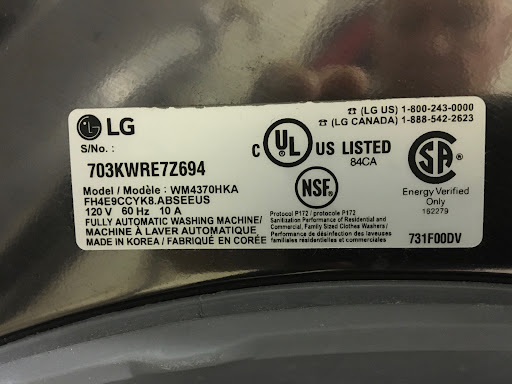 LG
☎ (LG US) 1-800-243-0000
☎ (LG CANADA) 1-888-542-2623
S/No. :
703KWRE7Z694
Model / Modèle : WM4370HKA
FH4E9CCYK8.ABSEEUS
120 V 60 Hz 10 A
FULLY AUTOMATIC WASHING MACHINE/
MACHINE À LAVER AUTOMATIQUE
MADE IN KOREA / FABRIQUÉ EN CORÉE
C UL US LISTED
84CA
NSF.
Protocol P172 / protocole P172
Sanitization Performance of Residential and
Commercial, Family Sized Clothes Washers /
Performance de désinfection des laveuses
familiales résidentielles et commerciales
SA
Energy Verified
Only
162279
731F00DV